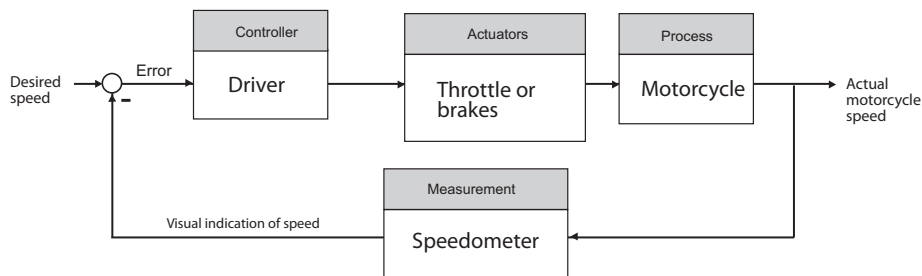 Controller
Actuators
Process
Desired
speed
Error
Driver
Throttle or
brakes
Motorcycle
Actual
motorcycle
speed
-
Measurement
Visual indication of speed
Speedometer